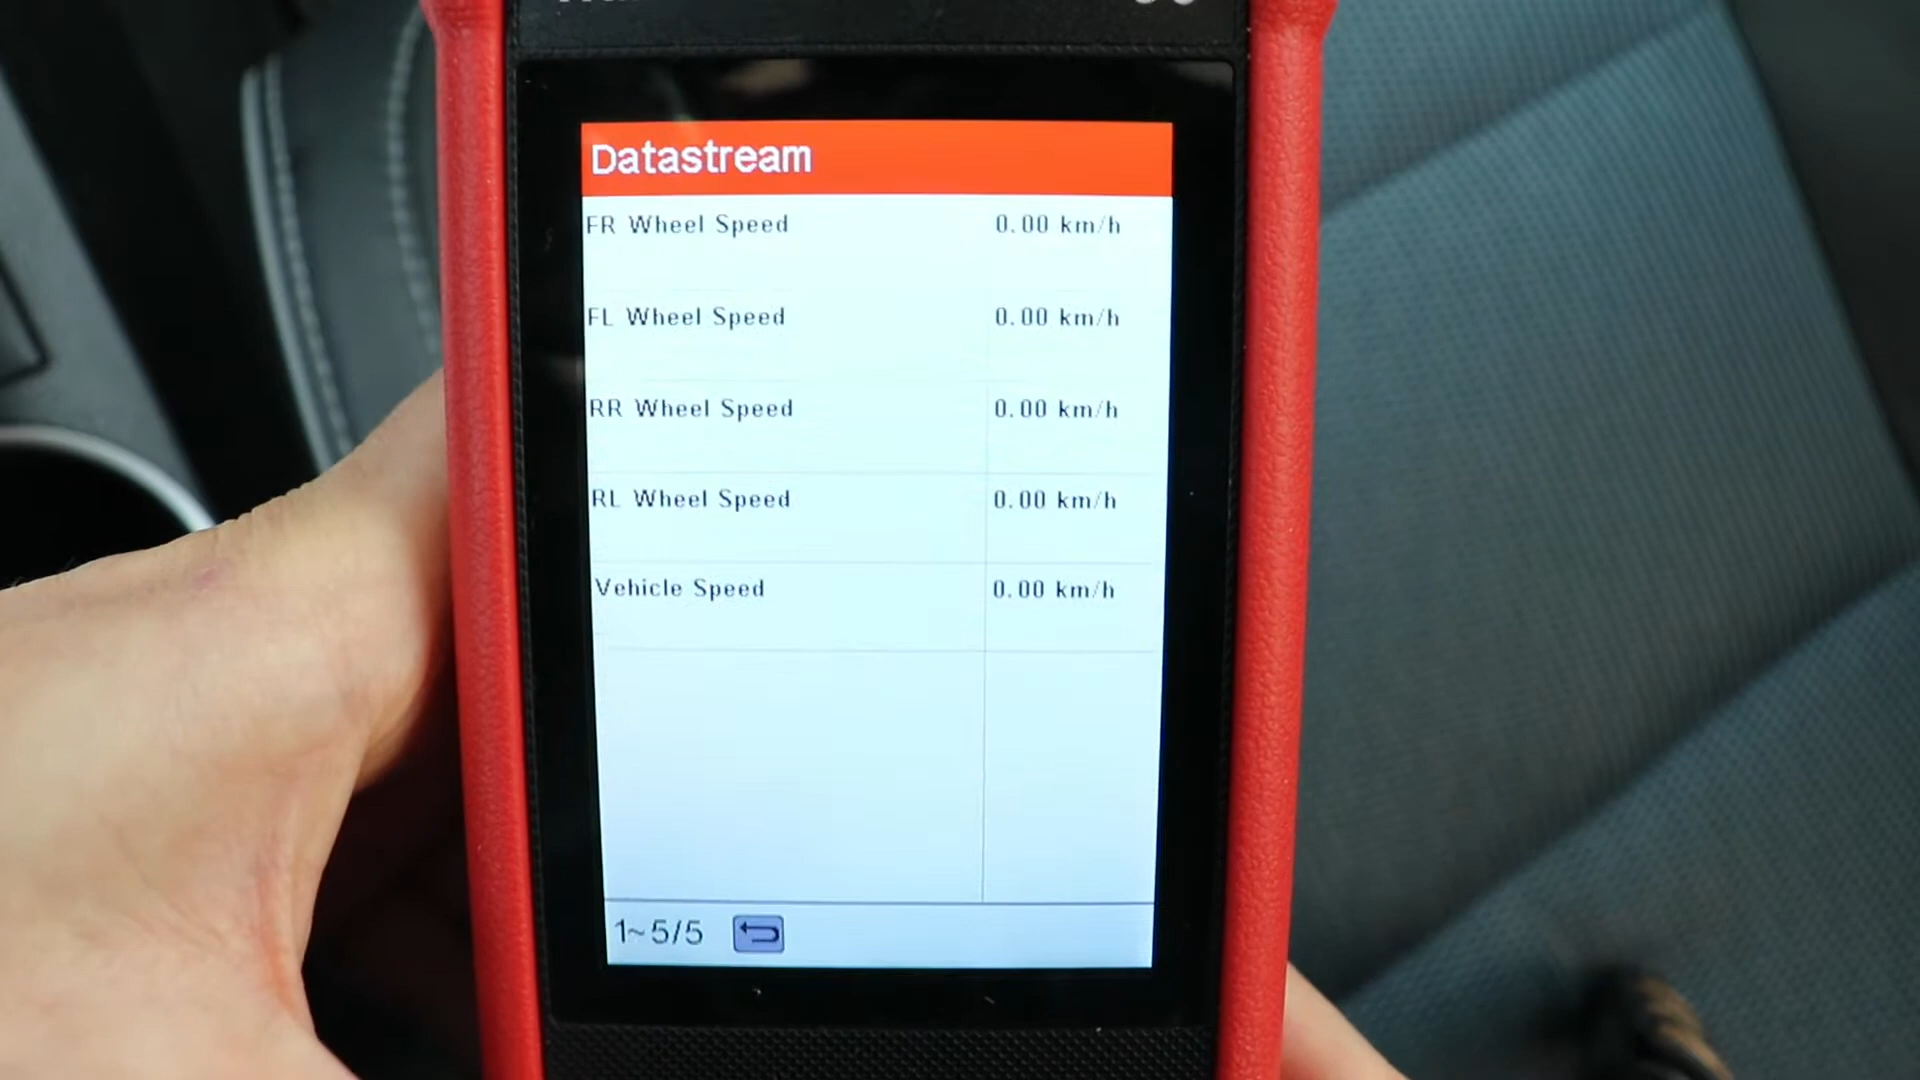 Datastream
FR Wheel Speed 0.00 km/h
FL Wheel Speed 0.00 km/h
RR Wheel Speed 0.00 km/h
RL Wheel Speed 0.00 km/h
Vehicle Speed 0.00 km/h
1~5/5